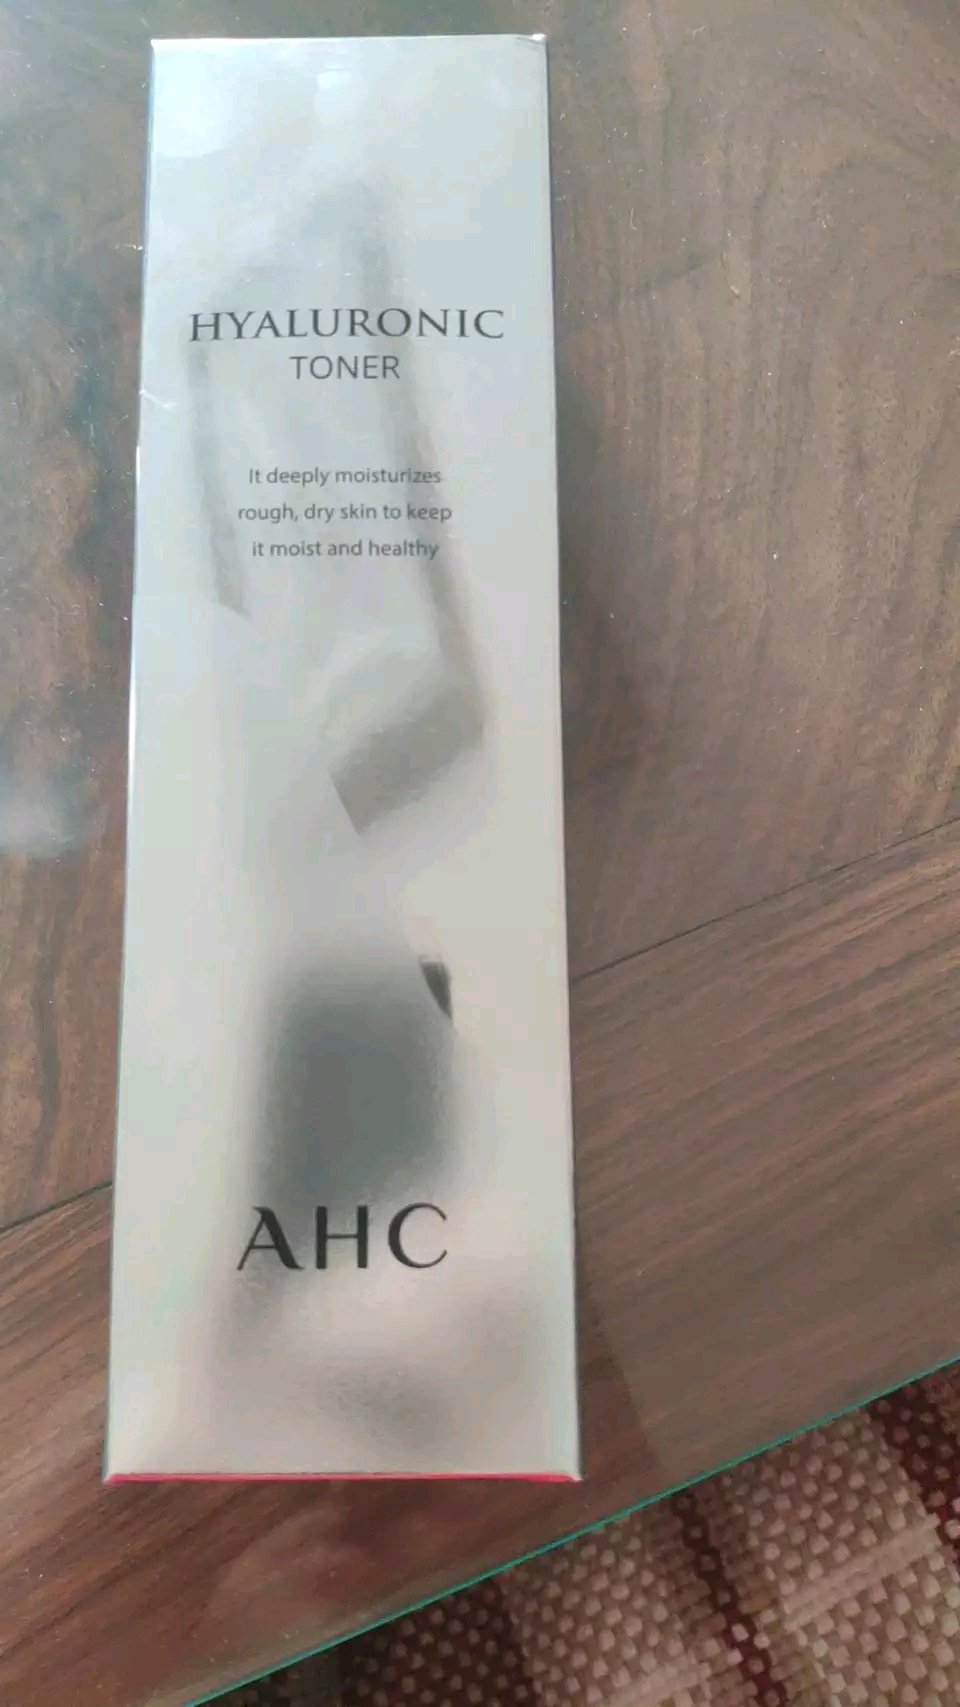 HYALURONIC
TONER
It deeply moisturizes
rough, dry skin to keep
it moist and healthy
AHC